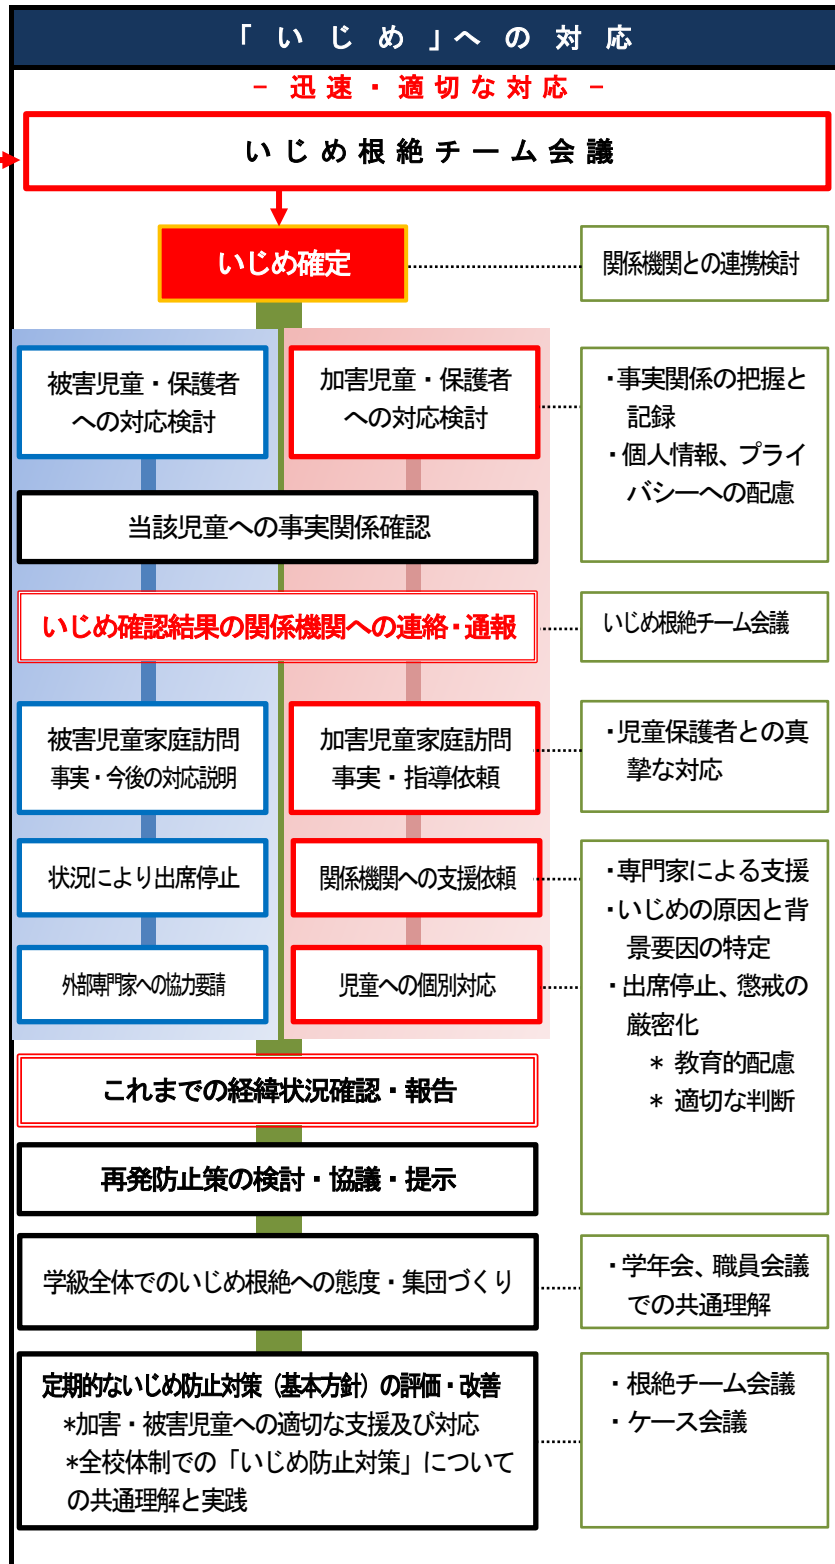 「いじめ」への対応
- 迅速・適切な対応 -
いじめ根絶チーム会議
いじめ確定
関係機関との連携検討
被害児童・保護者
への対応検討
加害児童・保護者
への対応検討
・事実関係の把握と
記録
・個人情報、プライ
バシーへの配慮
当該児童への事実関係確認
いじめ確認結果の関係機関への連絡・通報
いじめ根絶チーム会議
被害児童家庭訪問
事実・今後の対応説明
加害児童家庭訪問
事実・指導依頼
・児童保護者との真
摯な対応
状況により出席停止
関係機関への支援依頼
・専門家による支援
・いじめの原因と背
景要因の特定
・出席停止、懲戒の
厳密化
* 教育的配慮
* 適切な判断
外部専門家への協力要請
児童への個別対応
これまでの経緯状況確認・報告
再発防止策の検討・協議・提示
学級全体でのいじめ根絶への態度・集団づくり
・学年会、職員会議
での共通理解
定期的ないじめ防止対策（基本方針）の評価・改善
*加害・被害児童への適切な支援及び対応
*全校体制での「いじめ防止対策」について
の共通理解と実践
・根絶チーム会議
・ケース会議